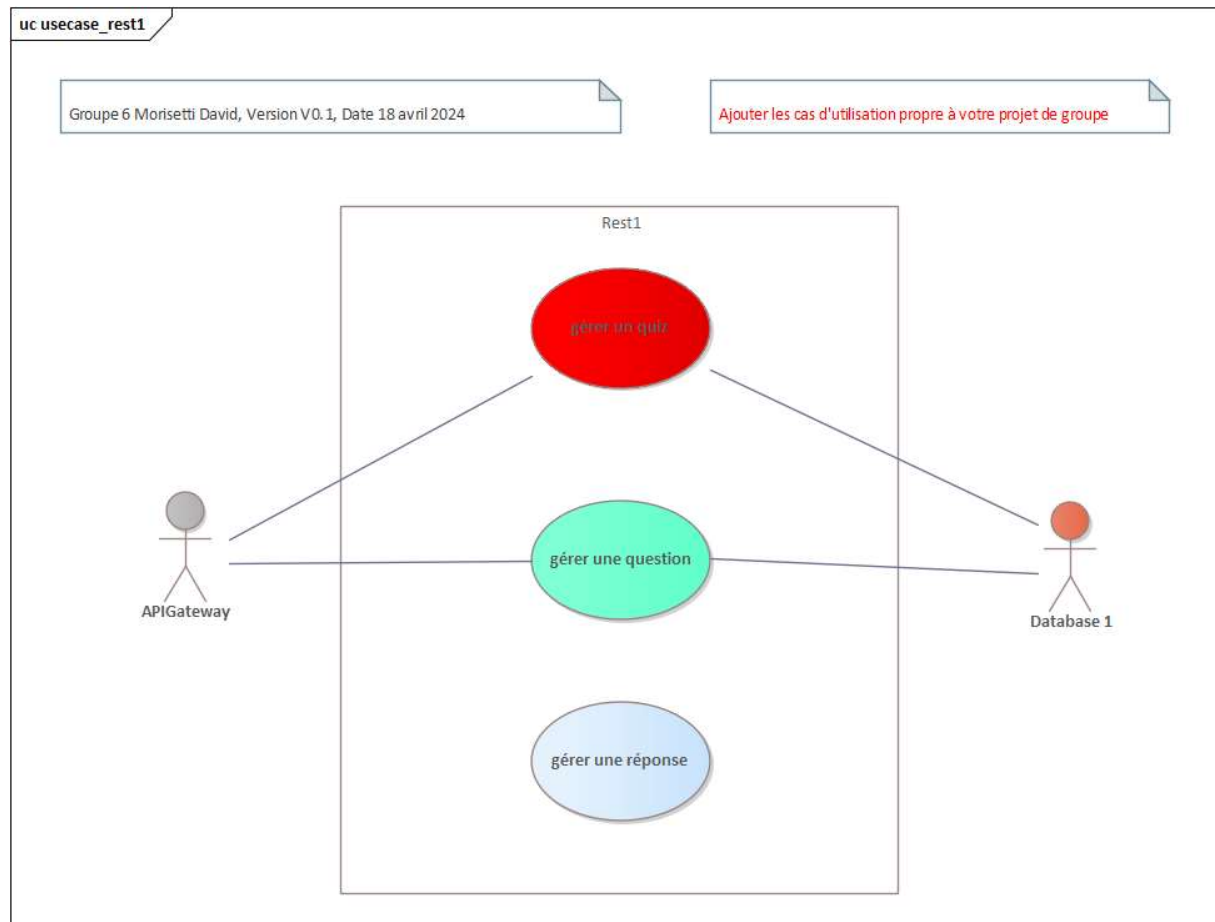 uc usecase_rest1
Groupe 6 Morisetti David, Version V0.1, Date 18 avril 2024
Ajouter les cas d'utilisation propre à votre projet de groupe
Rest1
gérer un quiz
gérer une question
APIGateway
Database 1
gérer une réponse